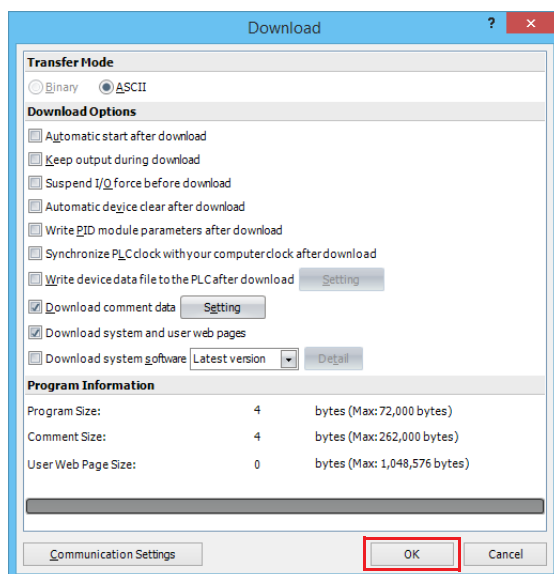 Download
?
×
Transfer Mode
Binary ASCII
Download Options
Automatic start after download
Keep output during download
Suspend I/O force before download
Automatic device clear after download
Write PID module parameters after download
Synchronize PLC clock with your computer clock after download
Write device data file to the PLC after download Setting
Download comment data Setting
Download system and user web pages
Download system software Latest version Detail
Program Information
Program Size: 4 bytes (Max: 72,000 bytes)
Comment Size: 4 bytes (Max: 262,000 bytes)
User Web Page Size: 0 bytes (Max: 1,048,576 bytes)
Communication Settings OK Cancel